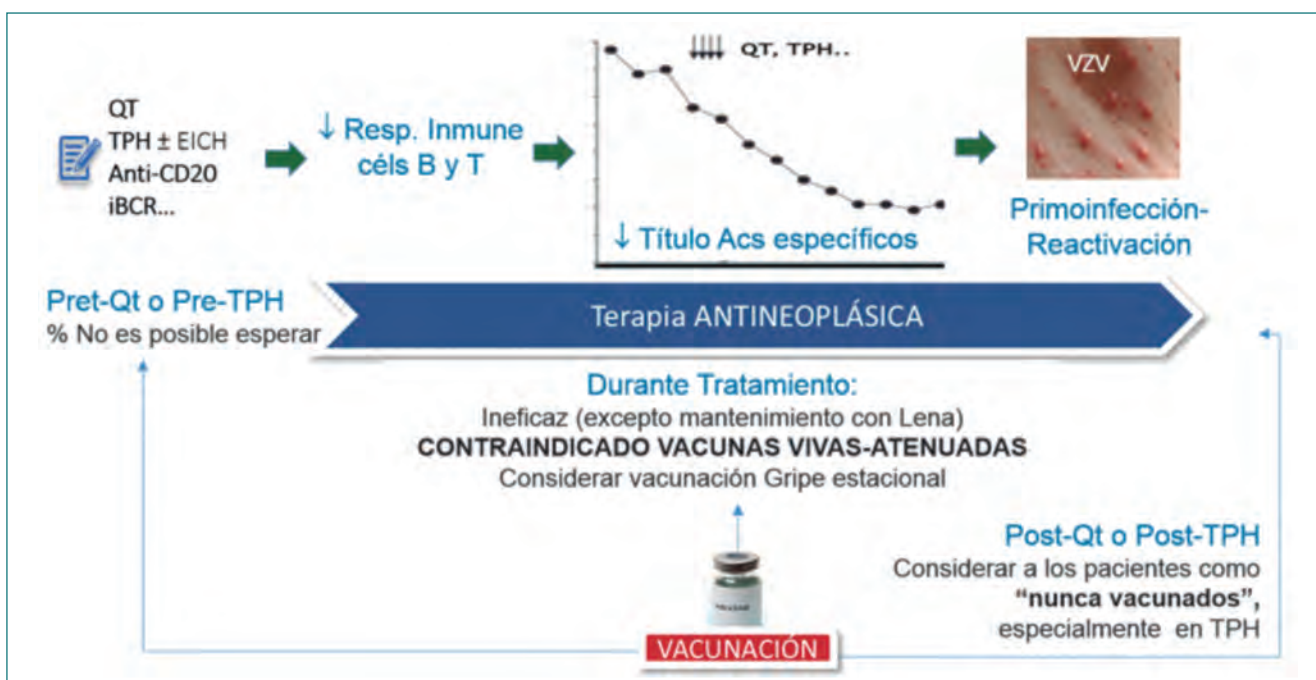 QT
TPH ± EICH
Anti-CD20
iBCR...
↓ Resp. Inmune
céls B y T
QT, TPH..
↓ Título Acs específicos
VZV
Primoinfección-
Reactivación
Pret-Qt o Pre-TPH
% No es posible esperar
Terapia ANTINEOPLÁSICA
Durante Tratamiento:
Ineficaz (excepto mantenimiento con Lena)
CONTRAINDICADO VACUNAS VIVAS-ATENUADAS
Considerar vacunación Gripe estacional
Post-Qt o Post-TPH
Considerar a los pacientes como
“nunca vacunados”,
especialmente en TPH
VACUNACIÓN